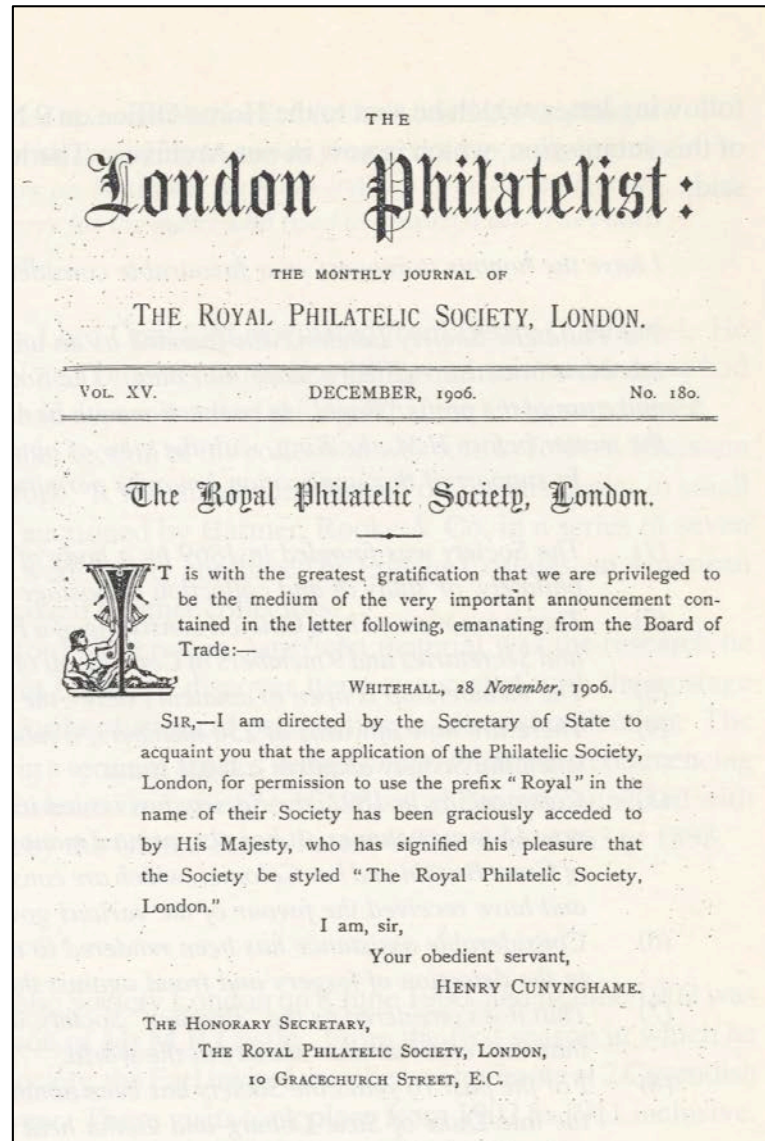 THE
London Philatelist:
THE MONTHLY JOURNAL OF
THE ROYAL PHILATELIC SOCIETY, LONDON.
VOL. XV. DECEMBER, 1906. No. 180.
The Royal Philatelic Society, London.
IT is with the greatest gratification that we are privileged to
be the medium of the very important announcement con-
tained in the letter following, emanating from the Board of
Trade:—
WHITEHALL, 28 November, 1906.
SIR,—I am directed by the Secretary of State to
acquaint you that the application of the Philatelic Society,
London, for permission to use the prefix "Royal" in the
name of their Society has been graciously acceded to
by His Majesty, who has signified his pleasure that
the Society be styled "The Royal Philatelic Society,
London."
I am, sir,
Your obedient servant,
HENRY CUNYNGHAME.
THE HONORARY SECRETARY,
THE ROYAL PHILATELIC SOCIETY, LONDON,
10 GRACECHURCH STREET, E.C.